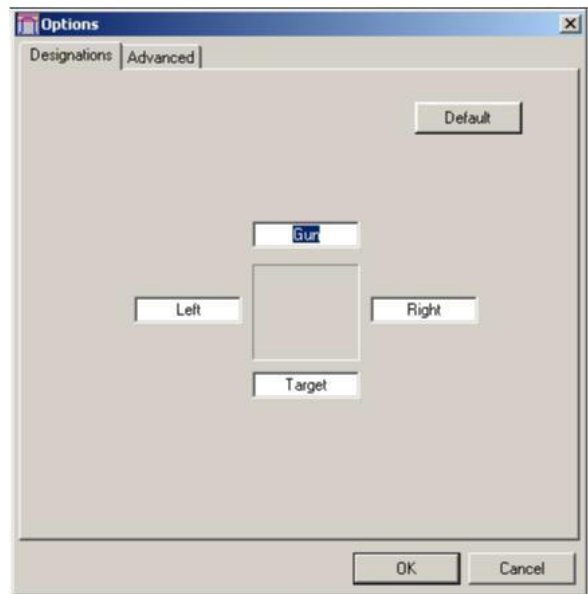 Options
Designations Advanced
Default
Gun
Left Right
Target
OK Cancel